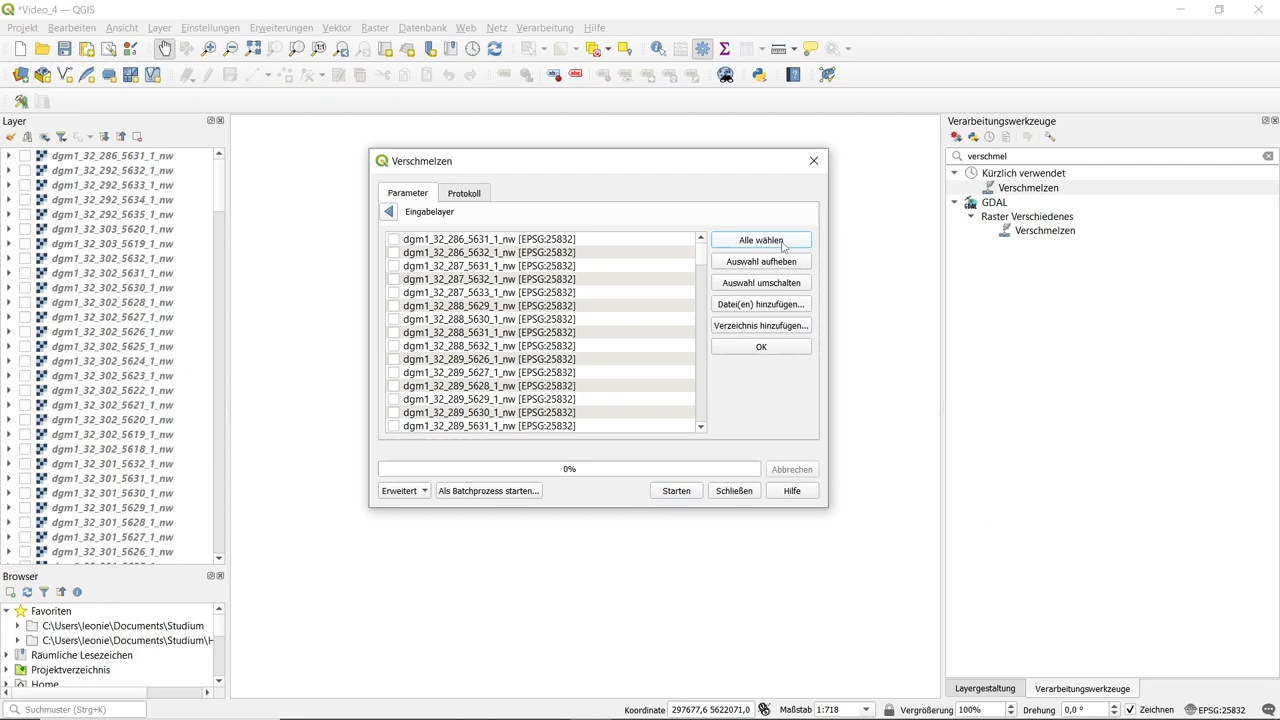 *Video_4 — QGIS
Projekt Bearbeiten Ansicht Layer Einstellungen Erweiterungen Vektor Raster Datenbank Web Netz Verarbeitung Hilfe
Layer
dgm1_32_286_5631_1_nw
dgm1_32_292_5632_1_nw
dgm1_32_292_5633_1_nw
dgm1_32_292_5634_1_nw
dgm1_32_292_5635_1_nw
dgm1_32_303_5620_1_nw
dgm1_32_303_5619_1_nw
dgm1_32_302_5632_1_nw
dgm1_32_302_5631_1_nw
dgm1_32_302_5630_1_nw
dgm1_32_302_5628_1_nw
dgm1_32_302_5627_1_nw
dgm1_32_302_5626_1_nw
dgm1_32_302_5625_1_nw
dgm1_32_302_5624_1_nw
dgm1_32_302_5623_1_nw
dgm1_32_302_5622_1_nw
dgm1_32_302_5621_1_nw
dgm1_32_302_5620_1_nw
dgm1_32_302_5619_1_nw
dgm1_32_302_5618_1_nw
dgm1_32_301_5632_1_nw
dgm1_32_301_5631_1_nw
dgm1_32_301_5630_1_nw
dgm1_32_301_5629_1_nw
dgm1_32_301_5628_1_nw
dgm1_32_301_5627_1_nw
dgm1_32_301_5626_1_nw
Browser
Favoriten
C:\Users\leonie\Documents\Studium
C:\Users\leonie\Documents\Studium\H
Räumliche Lesezeichen
Projektverzeichnis
Home
Verschmelzen
Parameter Protokoll
Eingabelayer
dgm1_32_286_5631_1_nw [EPSG:25832]
dgm1_32_286_5632_1_nw [EPSG:25832]
dgm1_32_287_5631_1_nw [EPSG:25832]
dgm1_32_287_5632_1_nw [EPSG:25832]
dgm1_32_287_5633_1_nw [EPSG:25832]
dgm1_32_288_5629_1_nw [EPSG:25832]
dgm1_32_288_5630_1_nw [EPSG:25832]
dgm1_32_288_5631_1_nw [EPSG:25832]
dgm1_32_288_5632_1_nw [EPSG:25832]
dgm1_32_289_5626_1_nw [EPSG:25832]
dgm1_32_289_5627_1_nw [EPSG:25832]
dgm1_32_289_5628_1_nw [EPSG:25832]
dgm1_32_289_5629_1_nw [EPSG:25832]
dgm1_32_289_5630_1_nw [EPSG:25832]
dgm1_32_289_5631_1_nw [EPSG:25832]
Alle wählen
Auswahl aufheben
Auswahl umschalten
Datei(en) hinzufügen...
Verzeichnis hinzufügen...
OK
0% Abbrechen
Erweitert Als Batchprozess starten... Starten Schließen Hilfe
Verarbeitungswerkzeuge
verschmel
Kürzlich verwendet
Verschmelzen
GDAL
Raster Verschiedenes
Verschmelzen
Layergestaltung Verarbeitungswerkzeuge
Suchmuster (Strg+K) Koordinate 297677,6 5622071,0 Maßstab 1:718 Vergrößerung 100% Drehung 0,0 ° Zeichnen EPSG:25832